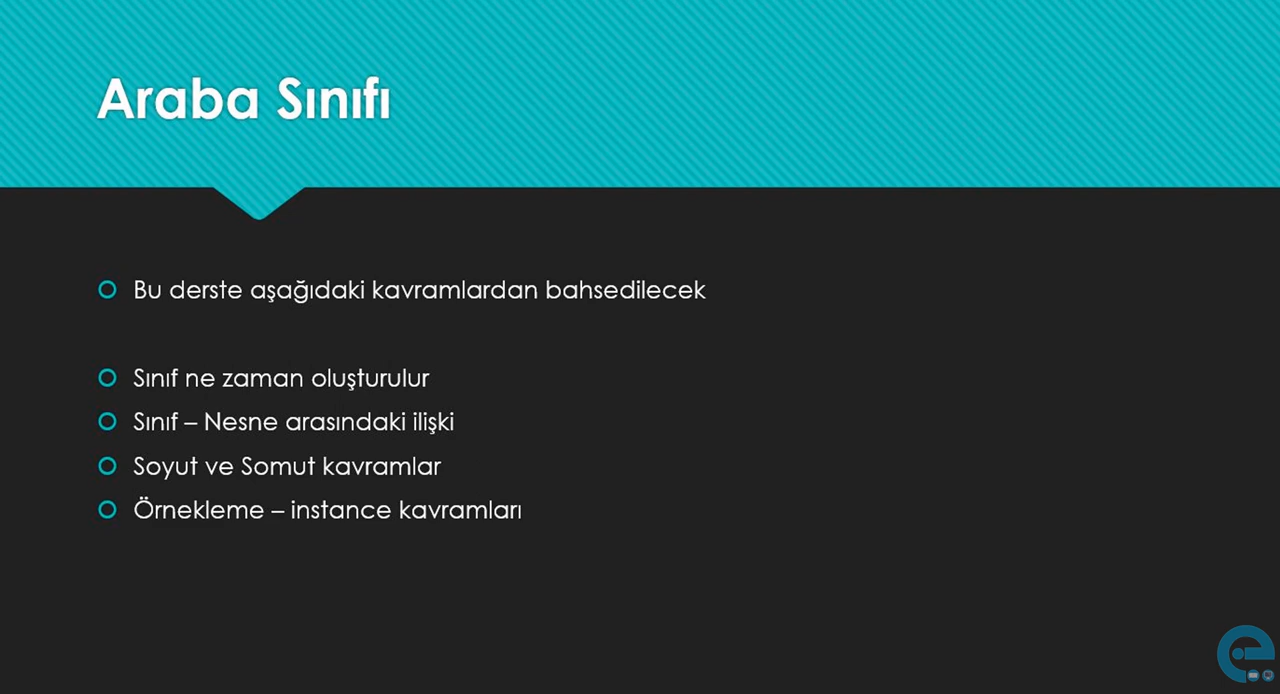 Araba Sınıfı
Bu derste aşağıdaki kavramlardan bahsedilecek
Sınıf ne zaman oluşturulur
Sınıf – Nesne arasındaki ilişki
Soyut ve Somut kavramlar
Örnekleme – instance kavramları